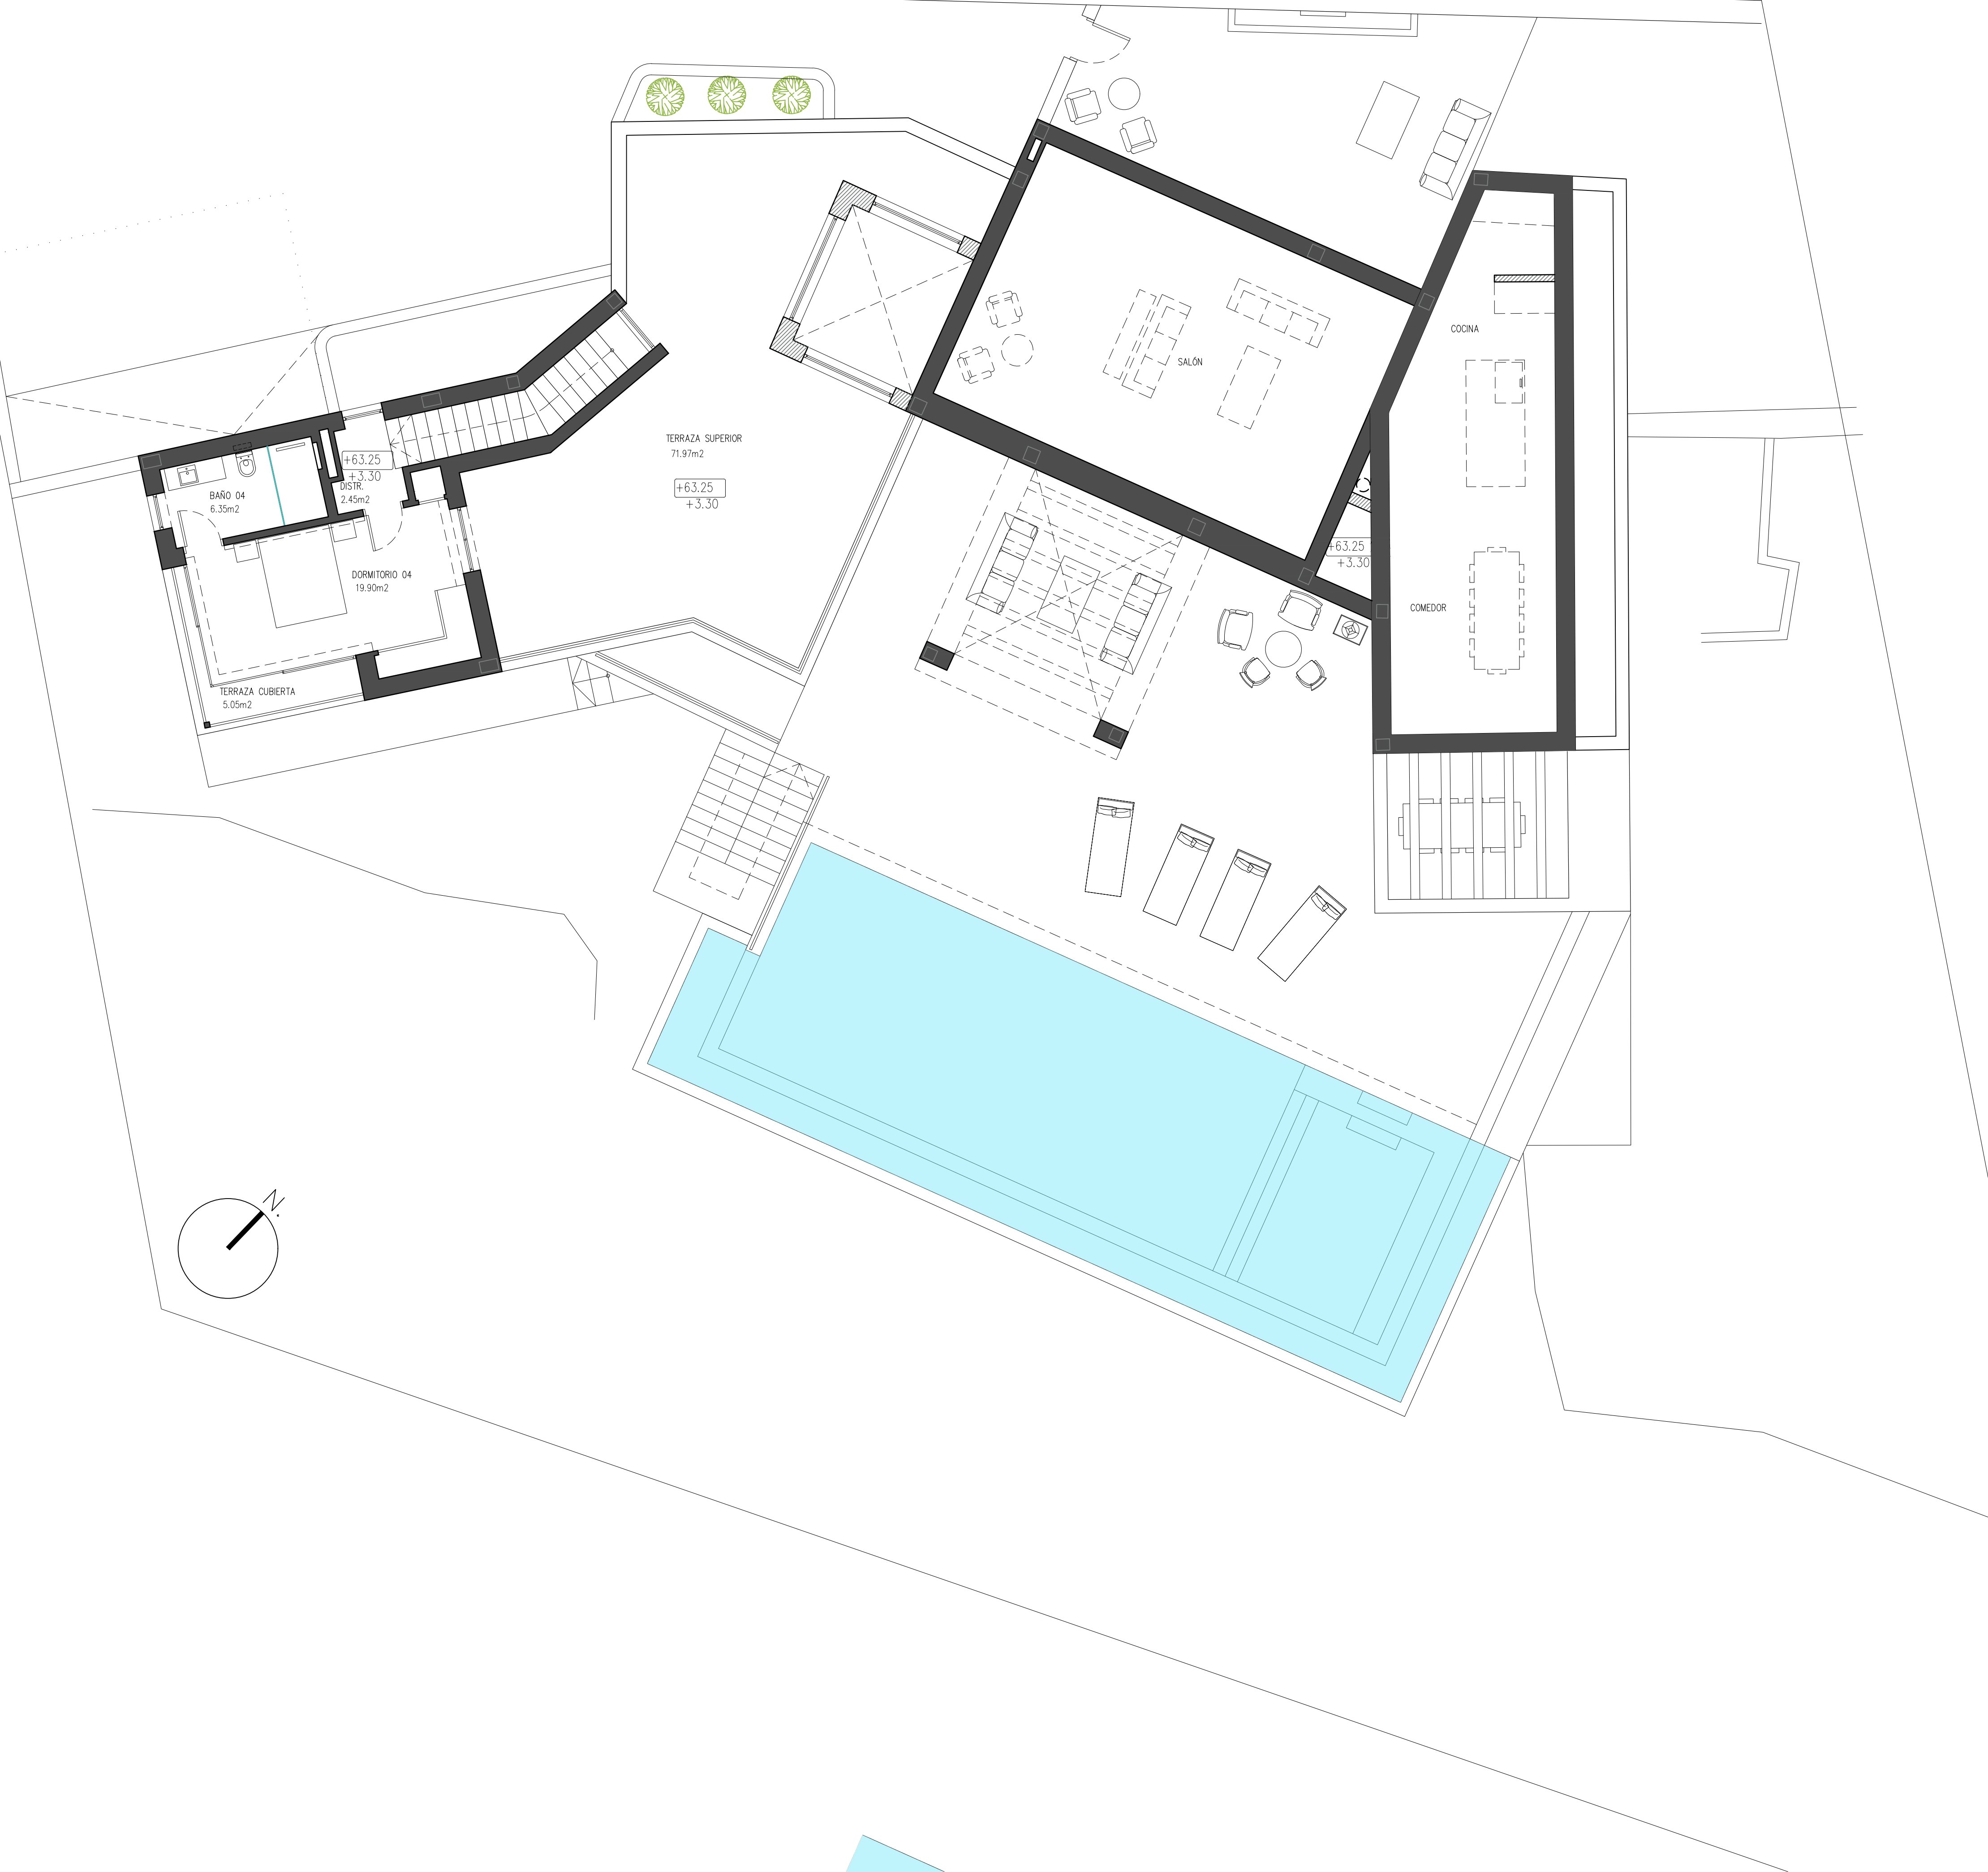 COCINA
SALÓN
TERRAZA SUPERIOR
71.97m2
+63.25
+3.30
+63.25
+3.30
DISTR.
2.45m2
BAÑO 04
6.35m2
DORMITORIO 04
19.90m2
+63.25
+3.30
COMEDOR
TERRAZA CUBIERTA
5.05m2
N